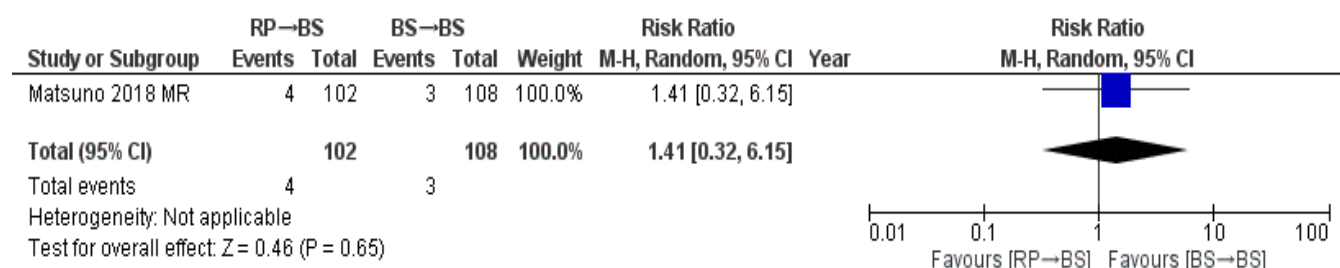 RP→BS BS→BS Risk Ratio Risk Ratio
Study or Subgroup Events Total Events Total Weight M-H, Random, 95% CI Year M-H, Random, 95% CI
Matsuno 2018 MR 4 102 3 108 100.0% 1.41 [0.32, 6.15]
Total (95% CI) 102 108 100.0% 1.41 [0.32, 6.15]
Total events 4 3
Heterogeneity: Not applicable
Test for overall effect: Z = 0.46 (P = 0.65)
0.01 0.1 1 10 100
Favours [RP→BS] Favours [BS→BS]